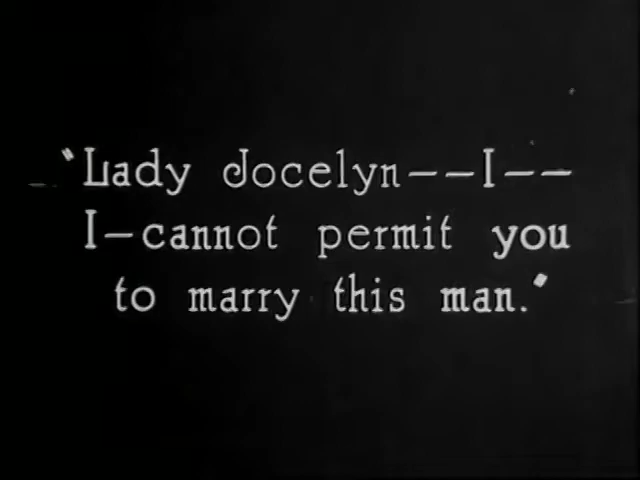 "Lady Jocelyn--I--
I-cannot permit you
to marry this man."